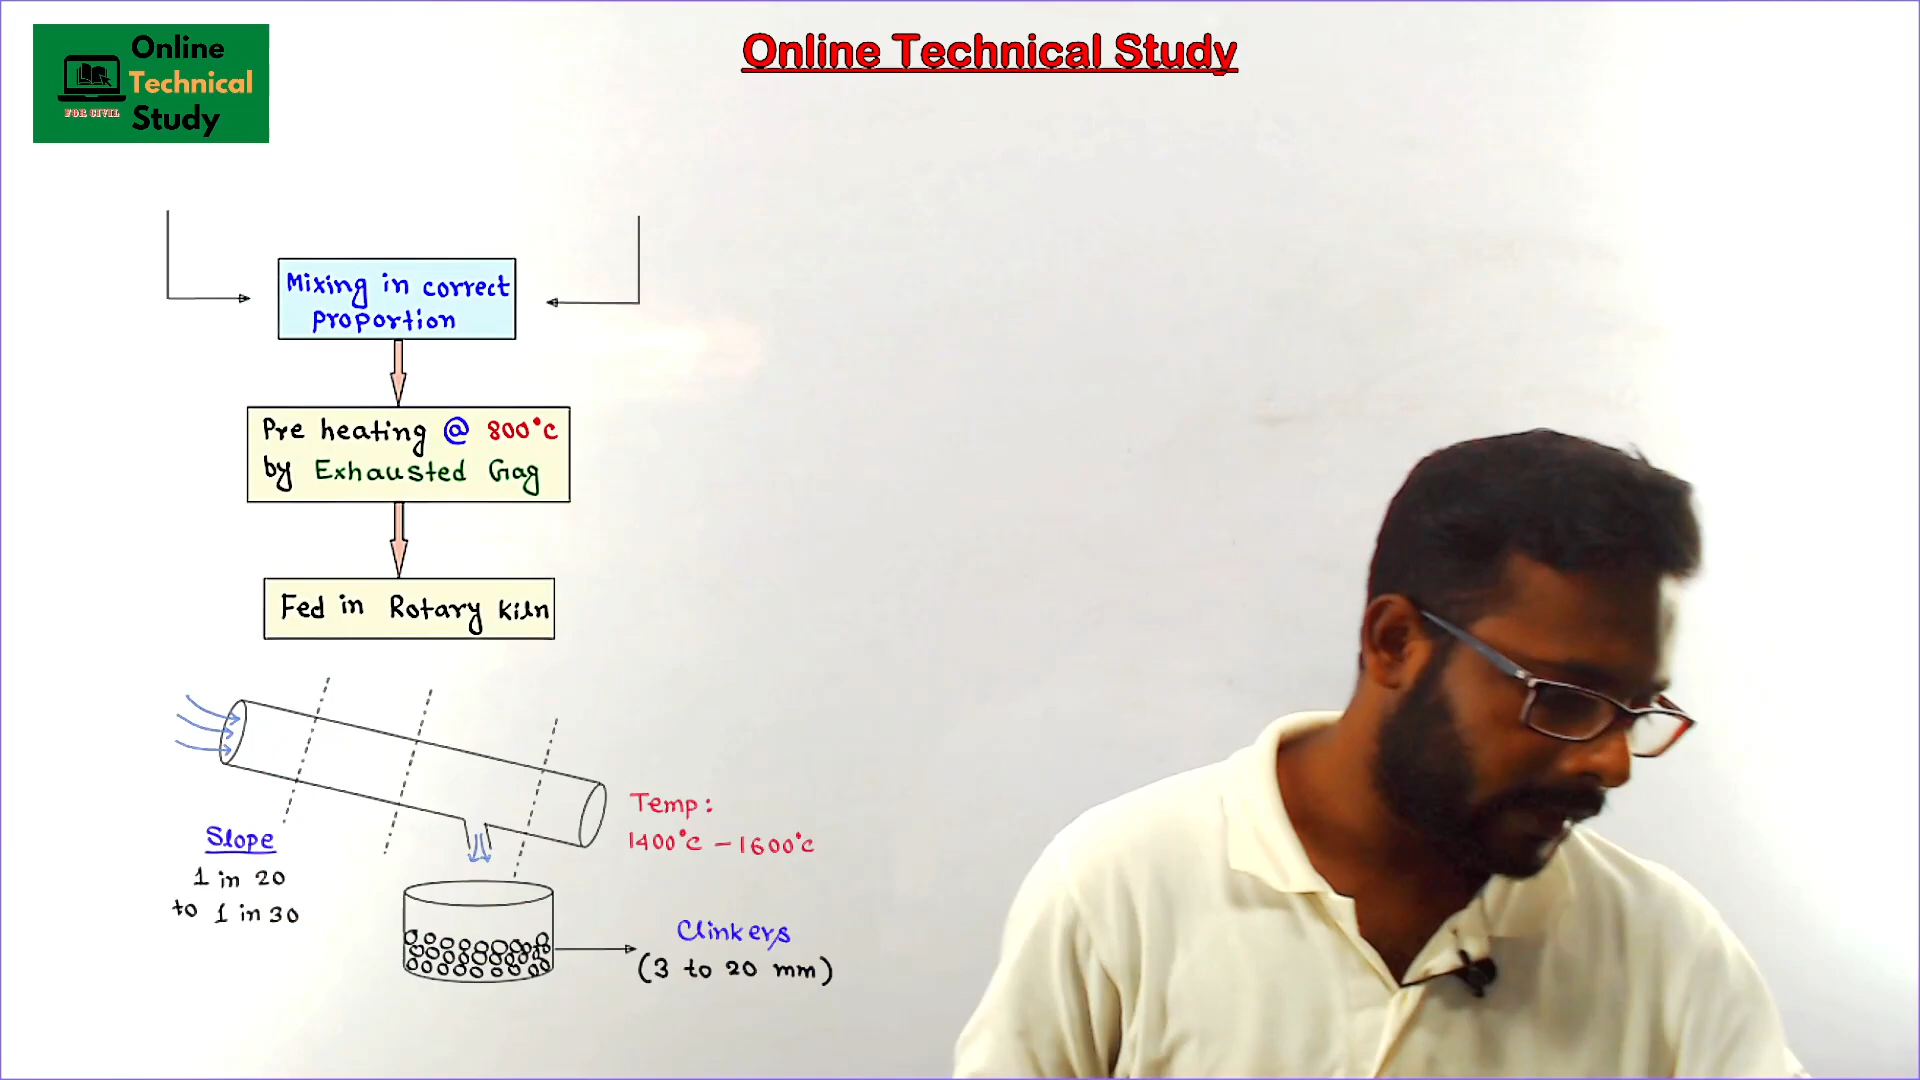 Online
Technical
Study
FOR CIVIL
Online Technical Study
Mixing in correct
proportion
Pre heating @ 800°c
by Exhausted Gag
Fed in Rotary kiln
Temp:
1400°c - 1600°c
Slope
1 in 20
to 1 in 30
Clinkers
(3 to 20 mm)